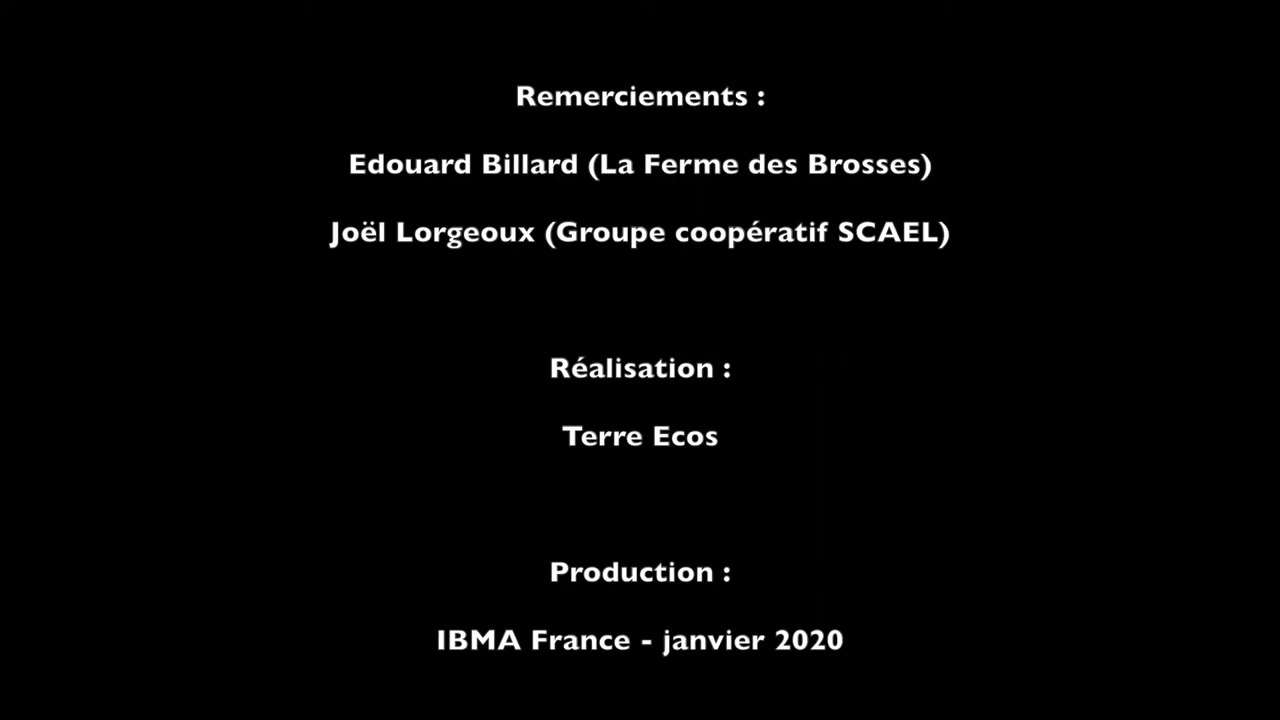 Remerciements :
Edouard Billard (La Ferme des Brosses)
Joël Lorgeoux (Groupe coopératif SCAEL)
Réalisation :
Terre Ecos
Production :
IBMA France - janvier 2020